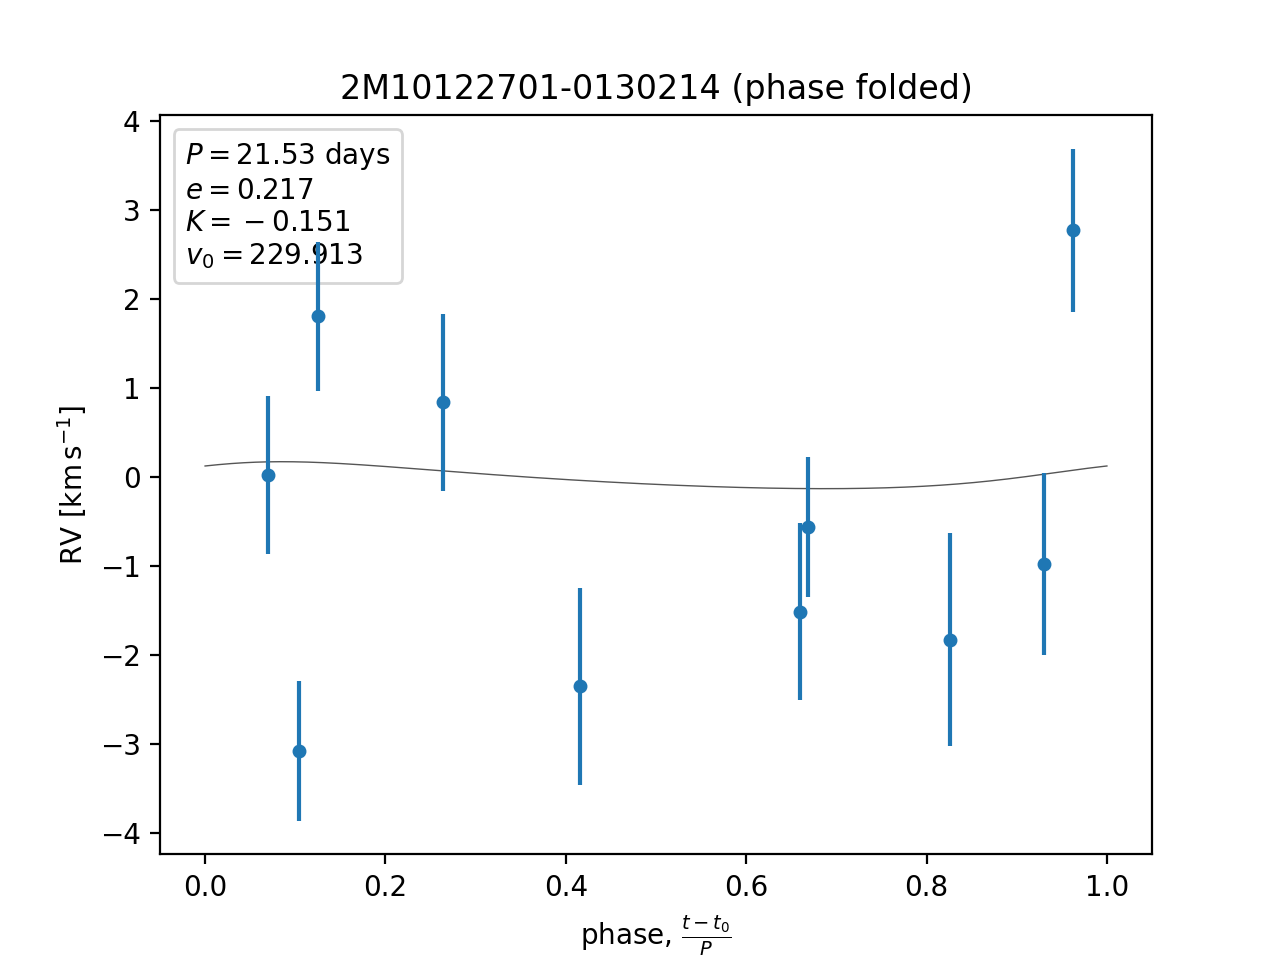 2M10122701-0130214 (phase folded)
P = 21.53 days
e = 0.217
K = −0.151
v₀ = 229.913
4
3
2
1
0
−1
−2
−3
−4
RV [km s⁻¹]
0.0 0.2 0.4 0.6 0.8 1.0
phase, (t − t₀)/P